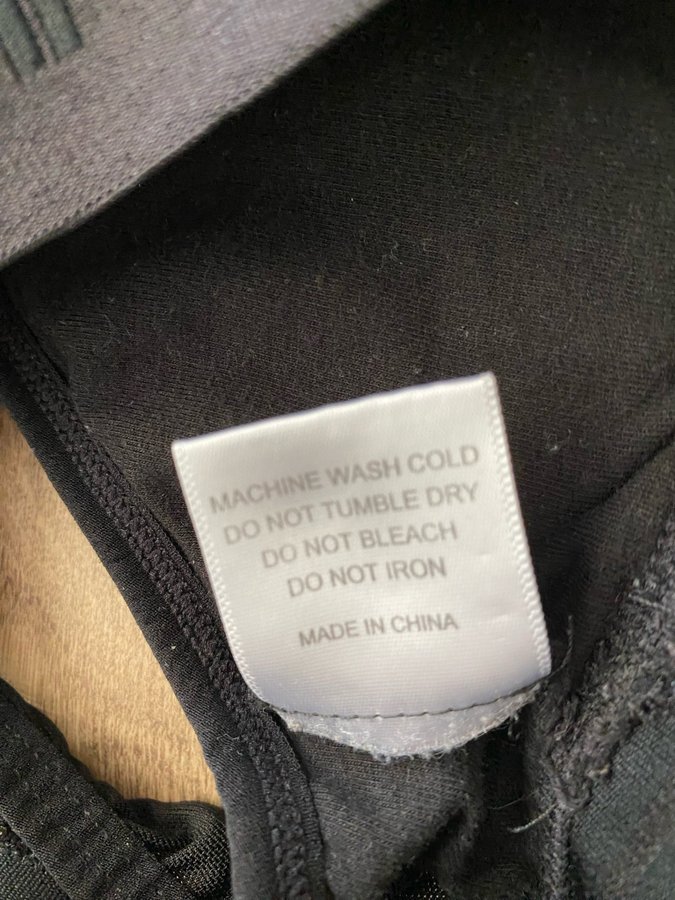 MACHINE WASH COLD
DO NOT TUMBLE DRY
DO NOT BLEACH
DO NOT IRON
MADE IN CHINA